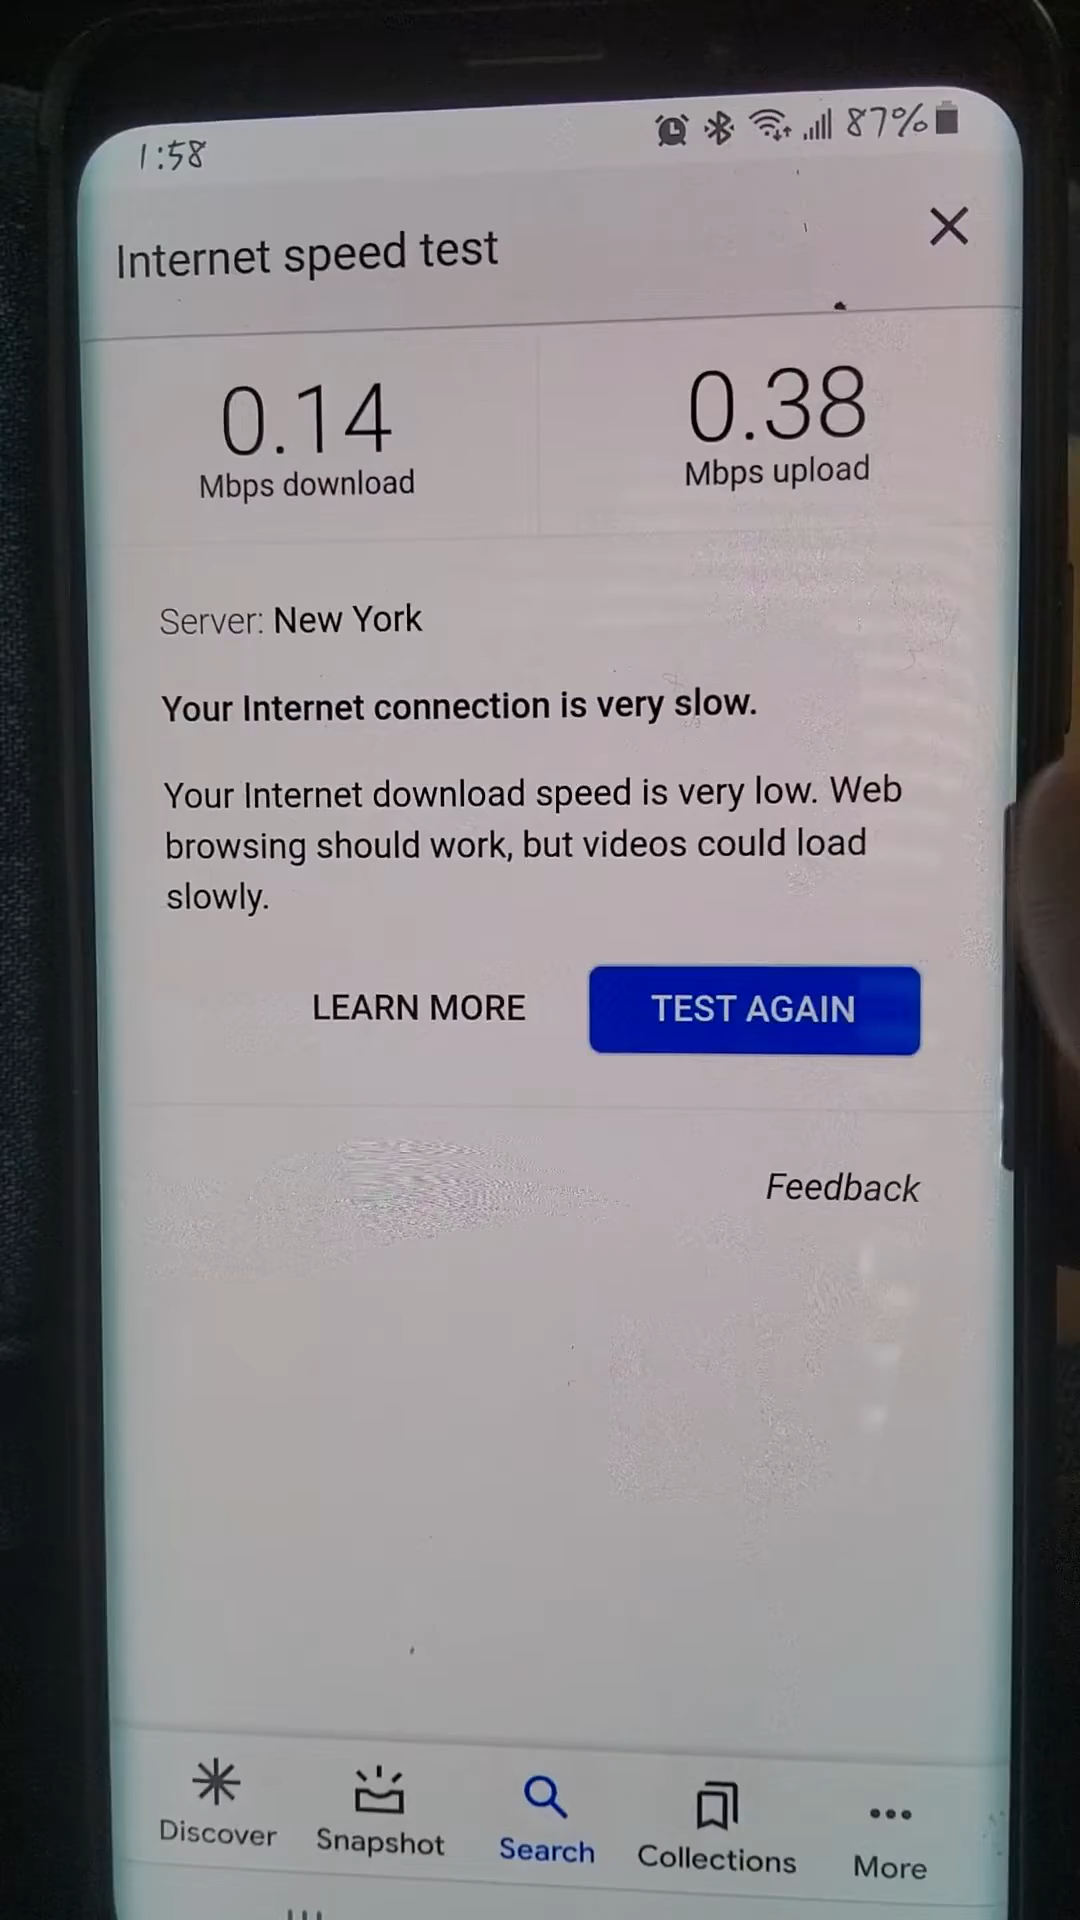 1:58 87%
Internet speed test
0.14 0.38
Mbps download Mbps upload
Server: New York
Your Internet connection is very slow.
Your Internet download speed is very low. Web
browsing should work, but videos could load
slowly.
LEARN MORE TEST AGAIN
Feedback
Discover Snapshot Search Collections More